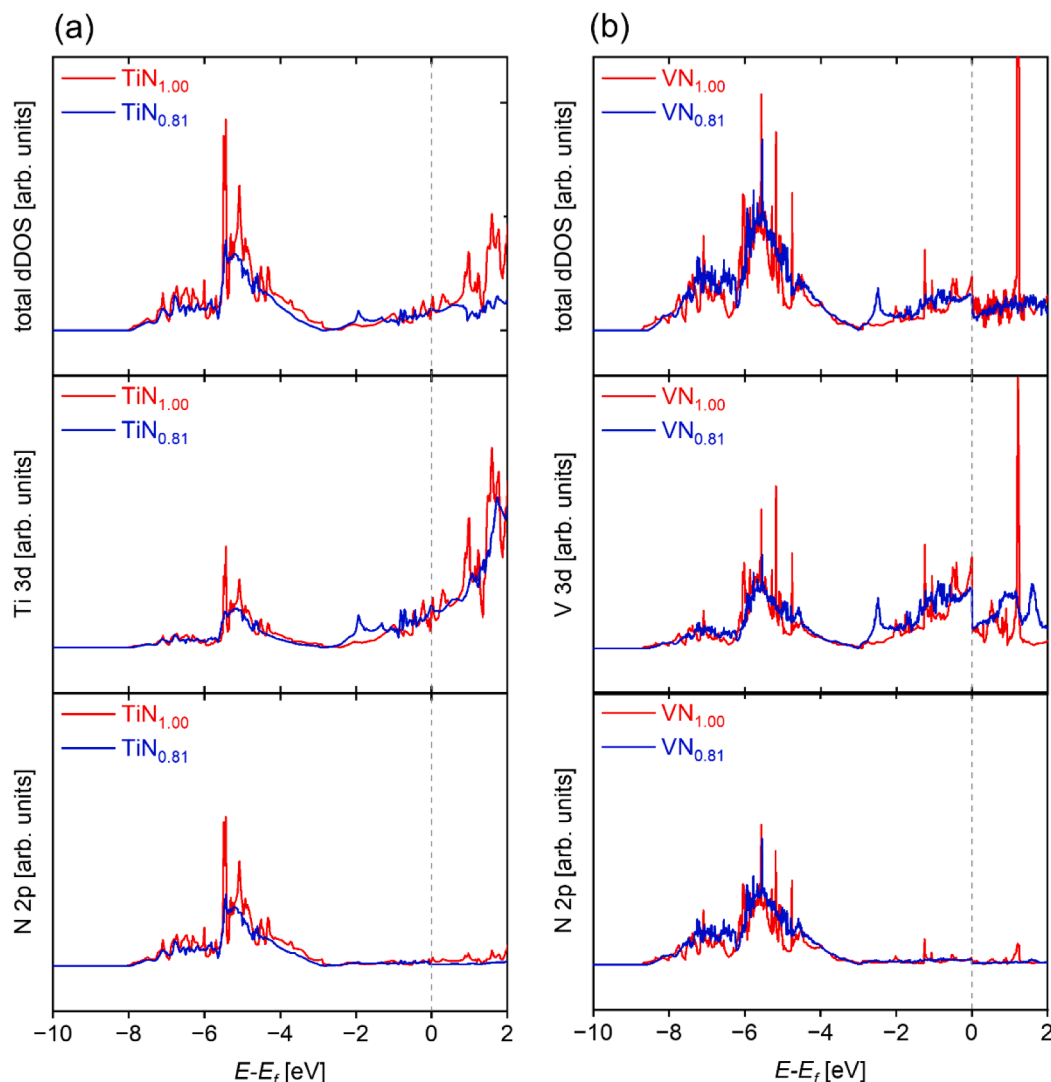 (a)
TiN1.00
TiN0.81
total dDOS [arb. units]
TiN1.00
TiN0.81
Ti 3d [arb. units]
TiN1.00
TiN0.81
N 2p [arb. units]
−10 −8 −6 −4 −2 0 2
E-Ef [eV]
(b)
VN1.00
VN0.81
total dDOS [arb. units]
VN1.00
VN0.81
V 3d [arb. units]
VN1.00
VN0.81
N 2p [arb. units]
−10 −8 −6 −4 −2 0 2
E-Ef [eV]